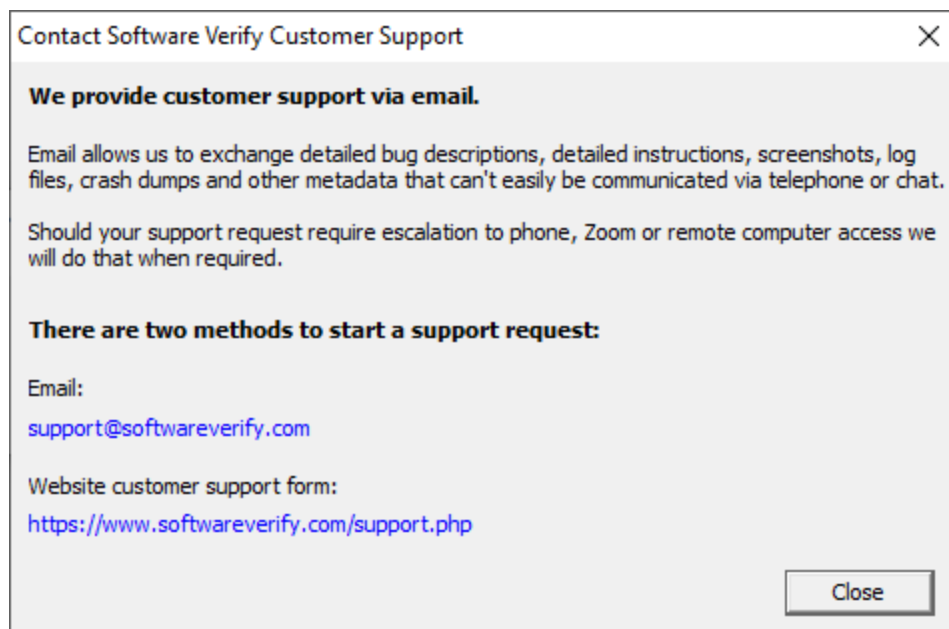 Contact Software Verify Customer Support
We provide customer support via email.
Email allows us to exchange detailed bug descriptions, detailed instructions, screenshots, log
files, crash dumps and other metadata that can't easily be communicated via telephone or chat.
Should your support request require escalation to phone, Zoom or remote computer access we
will do that when required.
There are two methods to start a support request:
Email:
support@softwareverify.com
Website customer support form:
https://www.softwareverify.com/support.php
Close